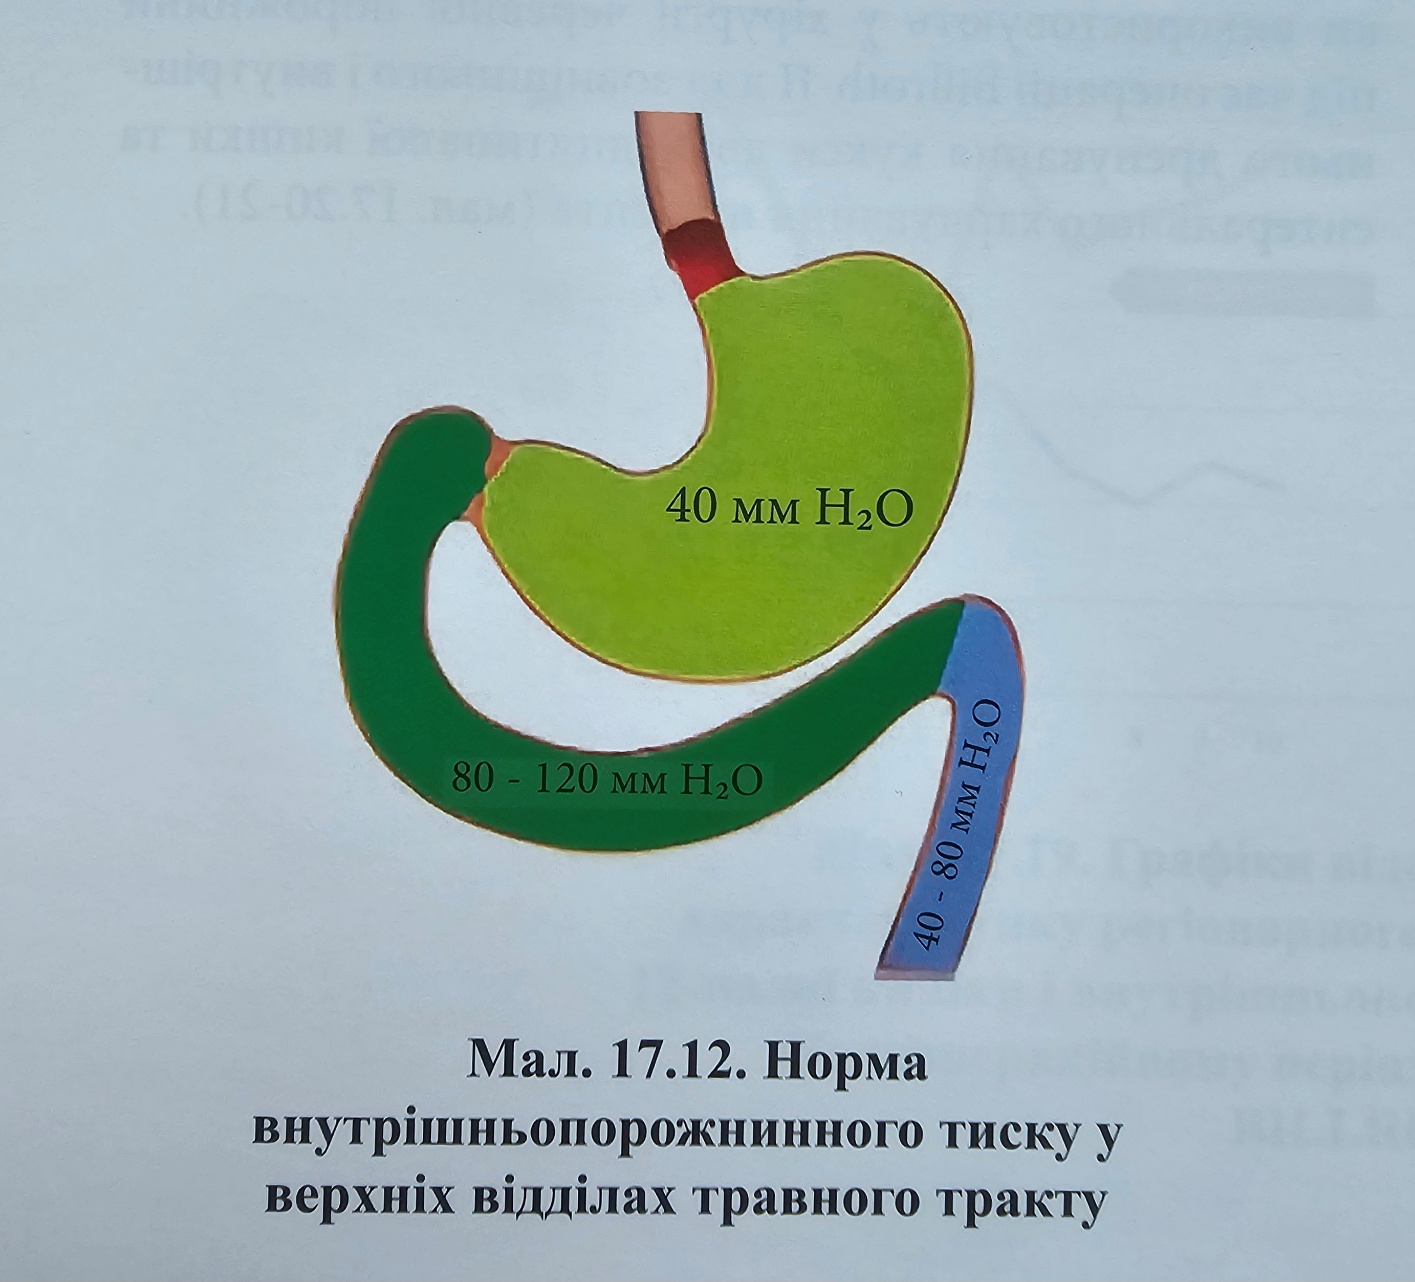 40 мм H₂O
80 - 120 мм H₂O
40 - 80 мм H₂O
Мал. 17.12. Норма
внутрішньопорожнинного тиску у
верхніх відділах травного тракту